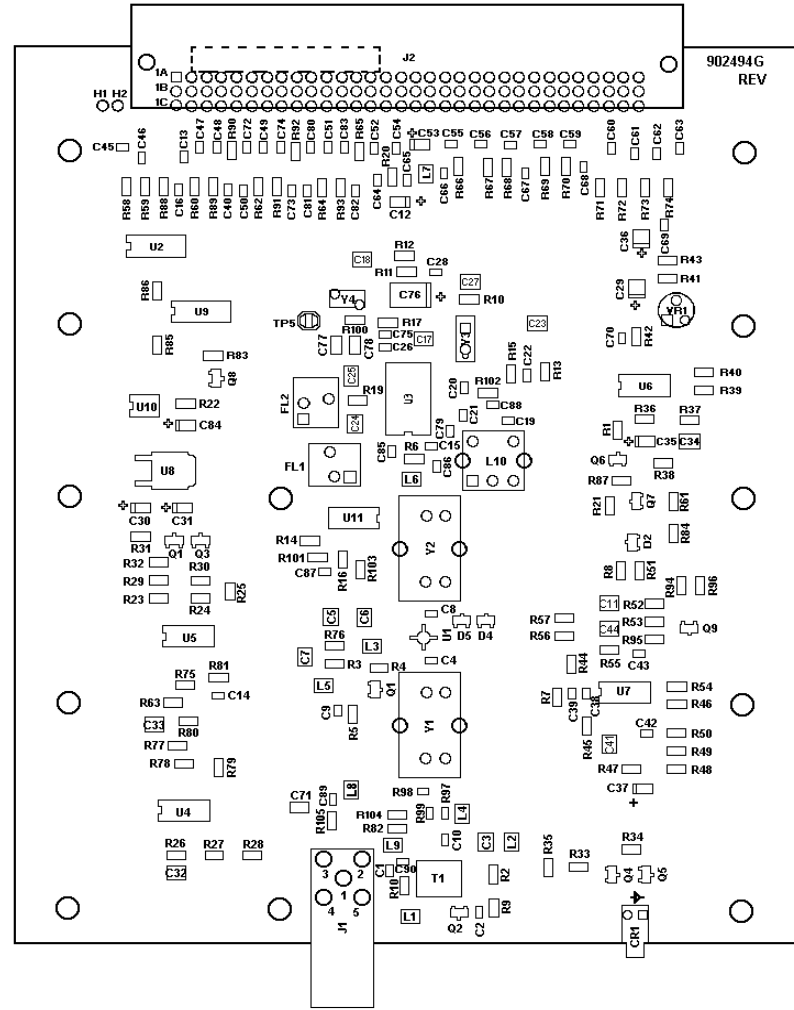 J2
902494G
REV
1A
1B
1C
H1 H2
C45
C46
C13
C47
C48
R90
C72
C49
C74
R92
C80
C51
C83
R65
C52
C54
C53
C55
C56
C57
C58
C59
C60
C61
C62
C63
R20
C65
L7
C64
C66
R66
R67
R68
C67
R69
R70
C68
R58
R59
R88
C16
R60
R89
C40
C50
R62
R91
C73
C81
R64
R93
C82
C12
R71
R72
R73
R74
U2
C18
R12
R11
C28
C27
C36
C69
R43
R41
R86
U9
Y4
C76
R10
C29
YR1
TP5
R100
R17
C75
C26
C17
Y3
C23
C70
R42
R85
R83
C77
C78
Q8
C25
R15
C22
R13
U6
R40
R39
U10
R22
C84
FL2
R19
C24
U3
C20
R102
C88
C21
C19
C79
R1
R36
R37
C35
C34
U8
FL1
C85
R6
C15
C86
L6
L10
Q6
R38
R87
C30
C31
U11
Y2
R21
Q7
R61
R31
Q1
Q3
R14
R101
R16
R103
C87
D2
R84
R32
R30
R29
R23
R24
R25
R8
R51
R94
R96
U5
C5
C6
C8
U1
D5 D4
R57
R56
C11
R52
C44
R53
R95
Q9
R76
L3
C7
R3
R4
C4
R55
C43
R44
R81
R75
C14
R63
L5
Q1
Y1
R7
C39
C38
U7
R54
R46
C33
R80
C9
R5
R45
C41
C42
R50
R77
R49
R78
R79
R47
R48
U4
C71
C89
L8
R98
R105
R104
R82
R99
R97
L4
C37
R26
R27
R28
L9
C10
C3
L2
R35
R33
R34
C32
3
2
1
4
5
J1
C1
C90
R10
T1
R2
R9
L1
Q2
C2
Q4
Q5
CR1